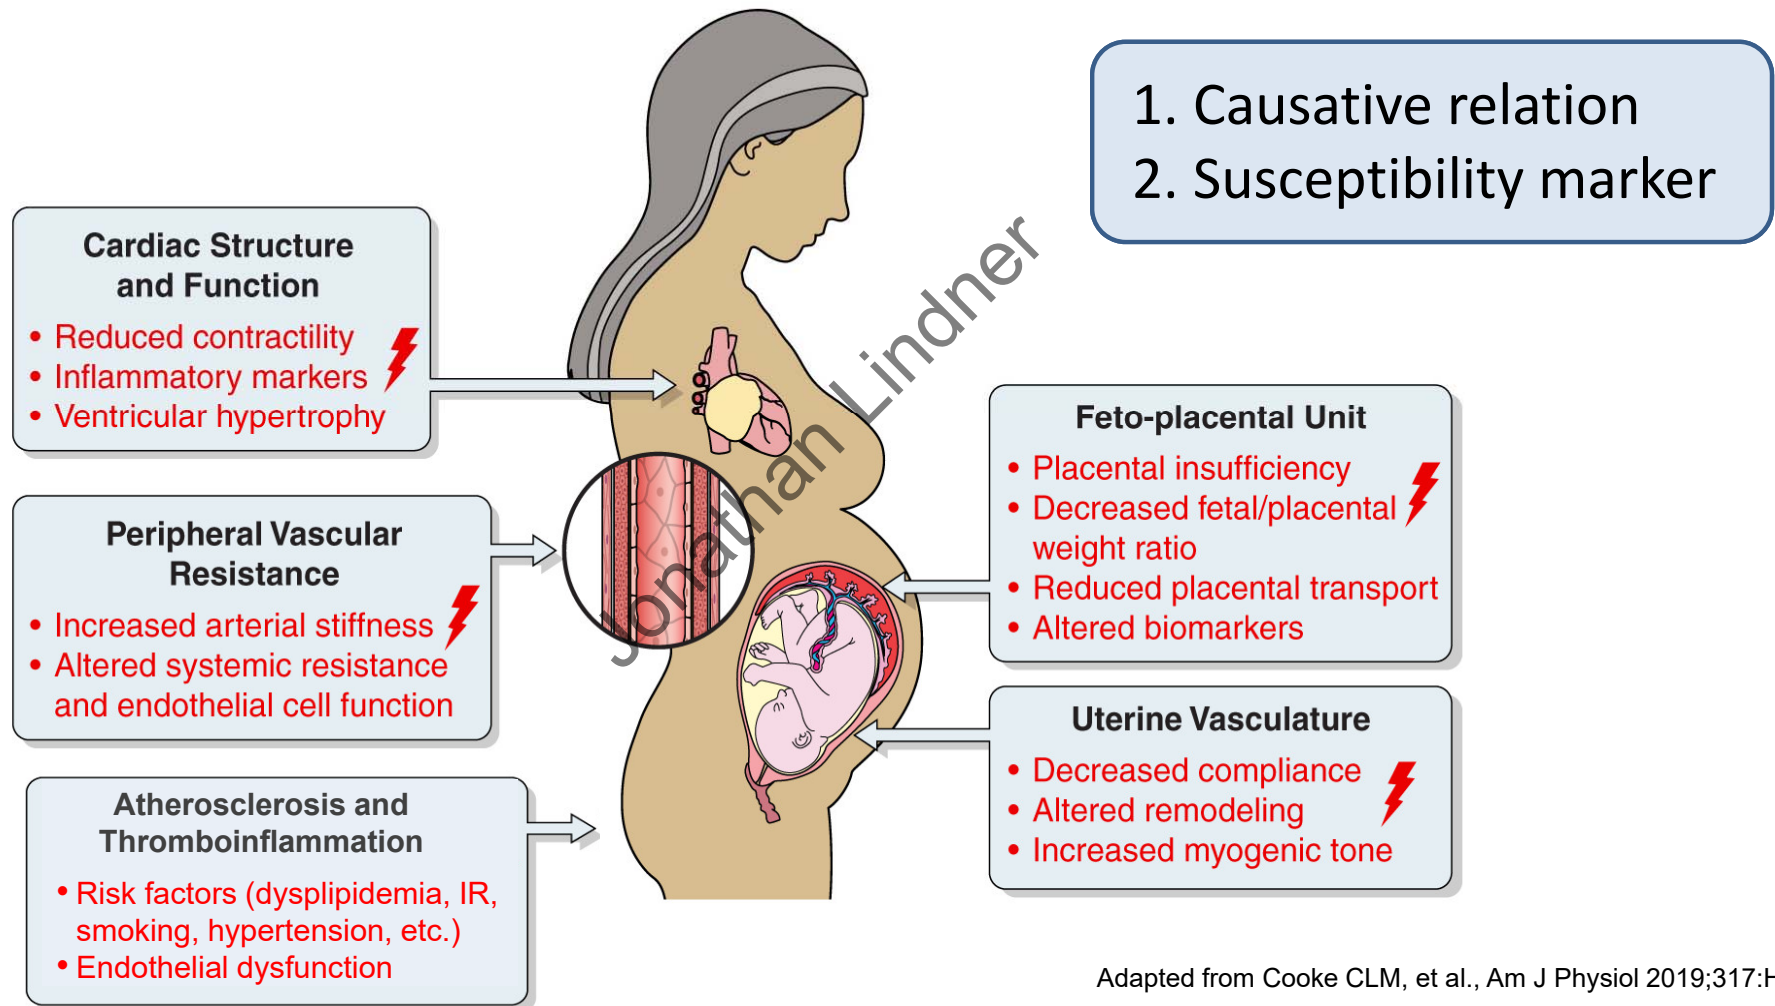 1. Causative relation
2. Susceptibility marker
Cardiac Structure
and Function
• Reduced contractility
• Inflammatory markers
• Ventricular hypertrophy
Peripheral Vascular
Resistance
• Increased arterial stiffness
• Altered systemic resistance
and endothelial cell function
Atherosclerosis and
Thromboinflammation
• Risk factors (dysplipidemia, IR,
smoking, hypertension, etc.)
• Endothelial dysfunction
Jonathan Lindner
Feto-placental Unit
• Placental insufficiency
• Decreased fetal/placental
weight ratio
• Reduced placental transport
• Altered biomarkers
Uterine Vasculature
• Decreased compliance
• Altered remodeling
• Increased myogenic tone
Adapted from Cooke CLM, et al., Am J Physiol 2019;317:H